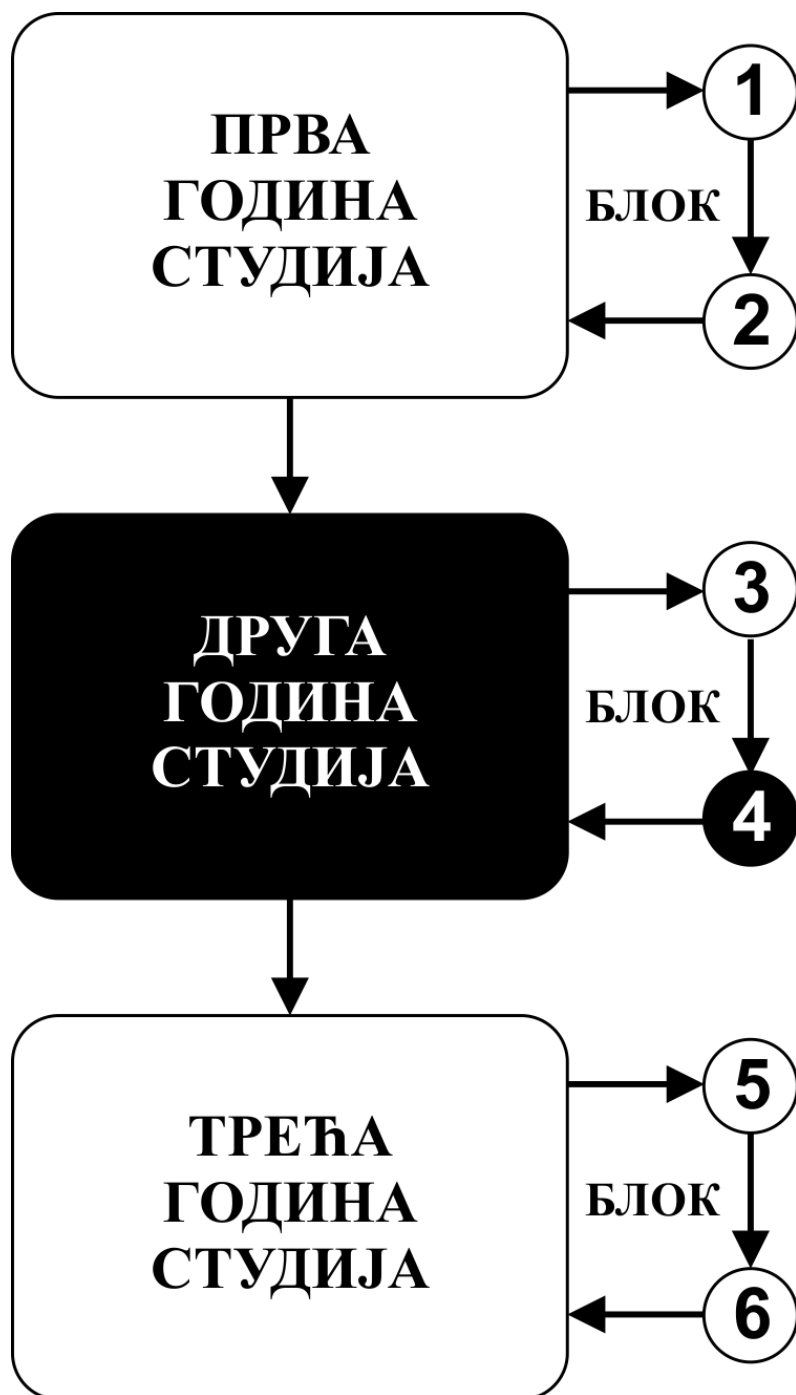 ПРВА
ГОДИНА
СТУДИЈА
1
БЛОК
2
ДРУГА
ГОДИНА
СТУДИЈА
3
БЛОК
4
ТРЕЋА
ГОДИНА
СТУДИЈА
5
БЛОК
6